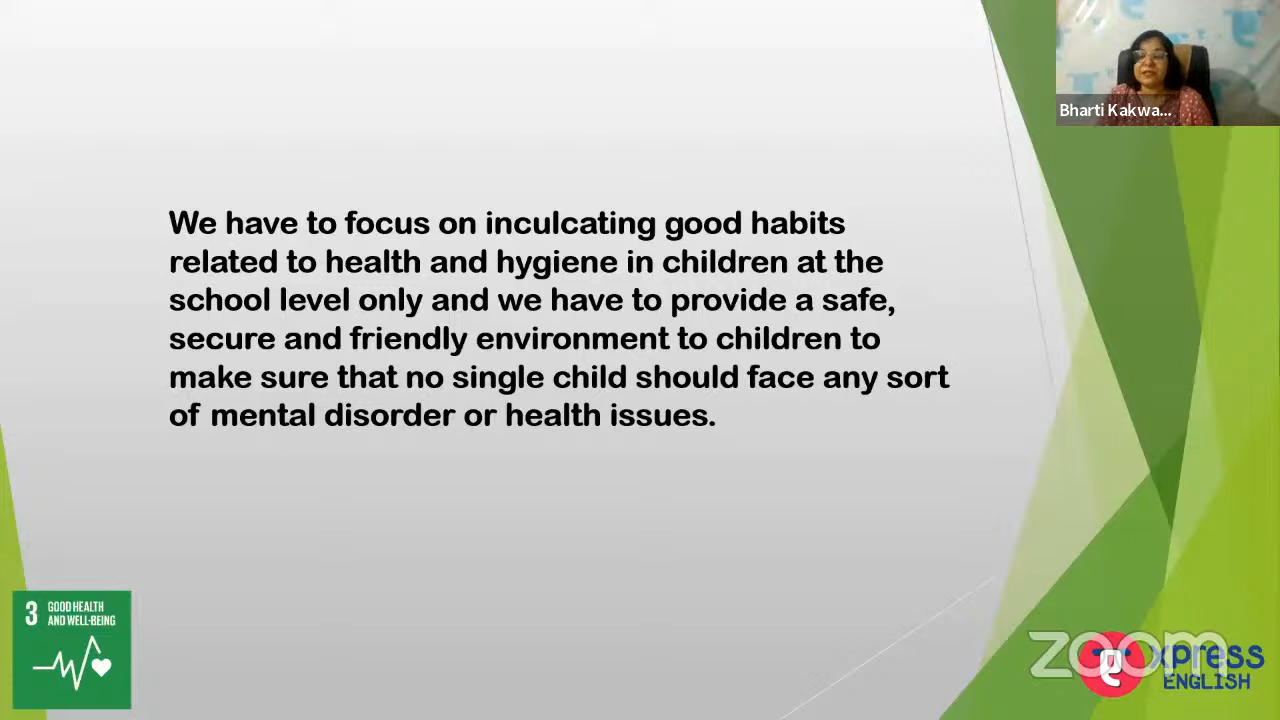 Bharti Kakwa...
We have to focus on inculcating good habits
related to health and hygiene in children at the
school level only and we have to provide a safe,
secure and friendly environment to children to
make sure that no single child should face any sort
of mental disorder or health issues.
3 GOOD HEALTH
AND WELL-BEING
zoom
xpress
ENGLISH